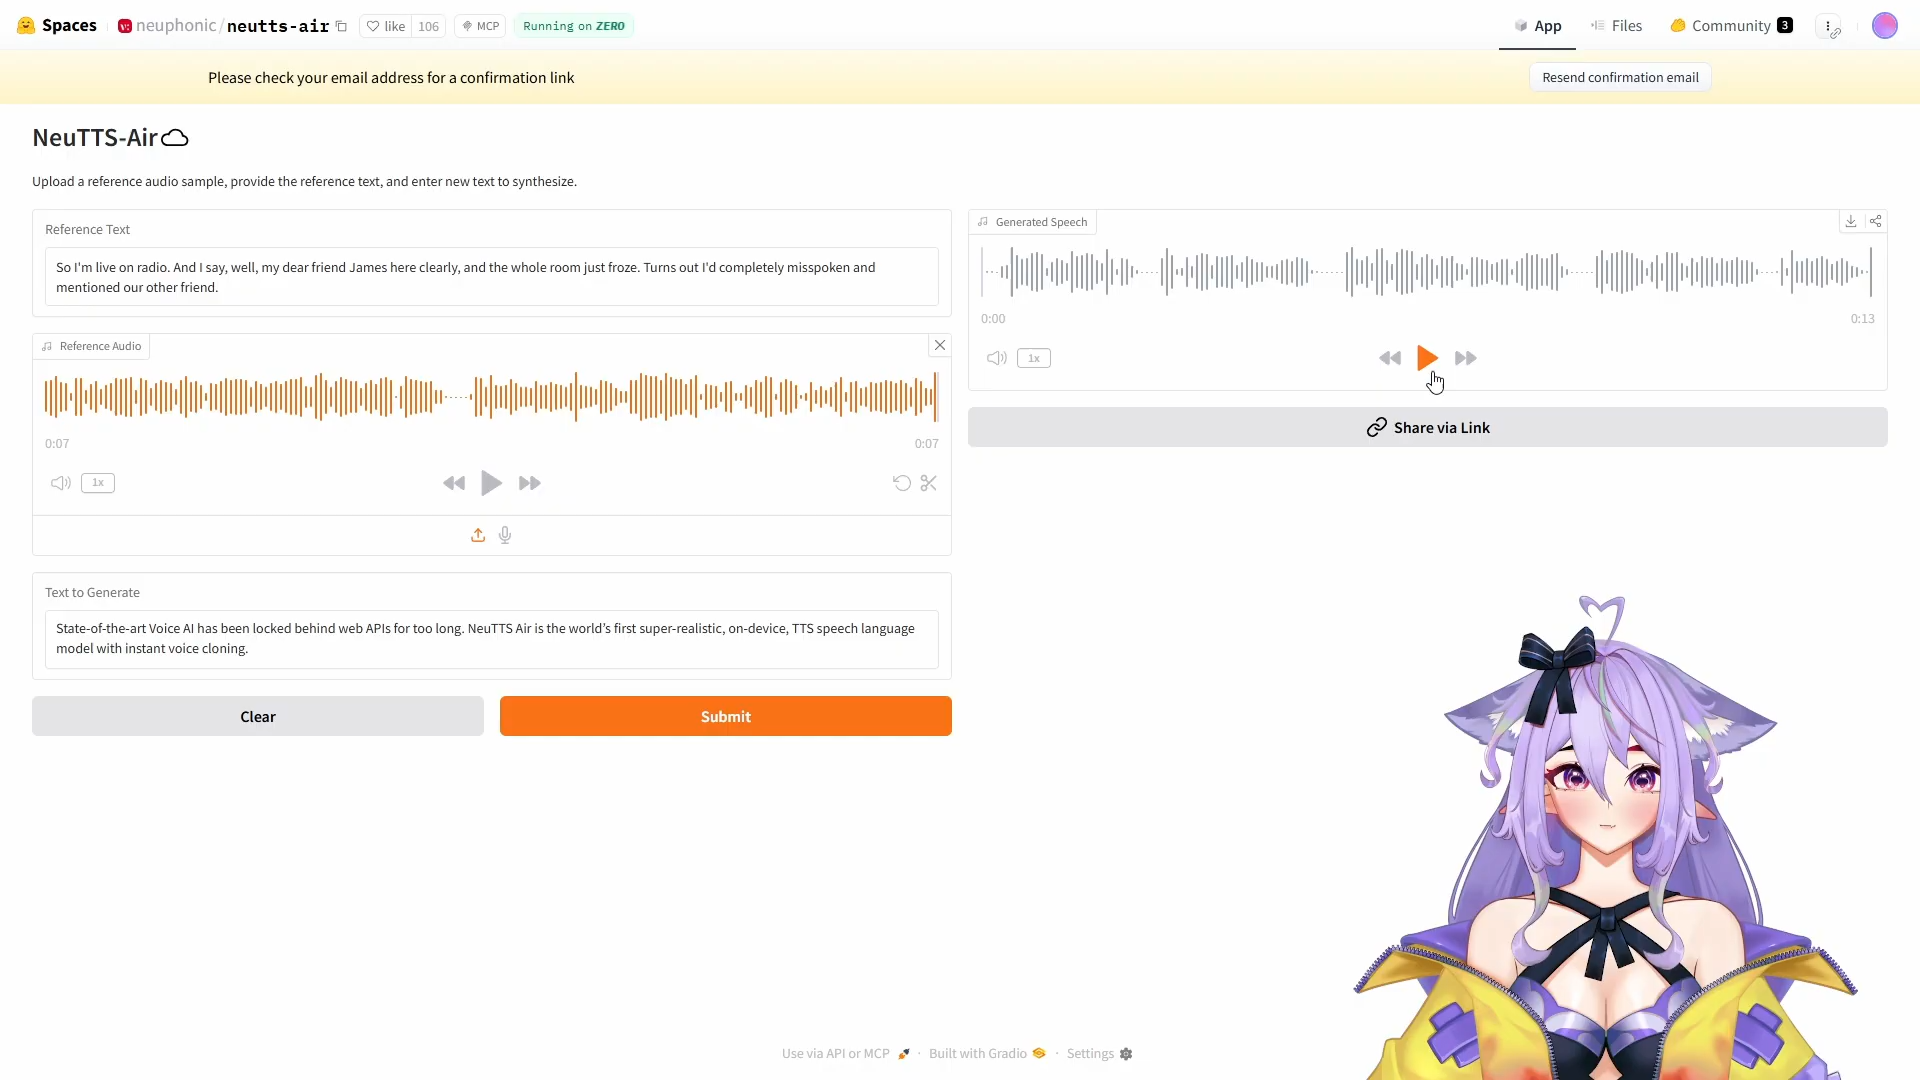 Spaces
neuphonic/neutts-air
like 106
MCP
Running on ZERO
App
Files
Community 3
Please check your email address for a confirmation link
Resend confirmation email
NeuTTS-Air
Upload a reference audio sample, provide the reference text, and enter new text to synthesize.
Reference Text
So I'm live on radio. And I say, well, my dear friend James here clearly, and the whole room just froze. Turns out I'd completely misspoken and
mentioned our other friend.
Reference Audio
0:07
0:07
1x
Text to Generate
State-of-the-art Voice AI has been locked behind web APIs for too long. NeuTTS Air is the world’s first super-realistic, on-device, TTS speech language
model with instant voice cloning.
Clear
Submit
Generated Speech
0:00
0:13
1x
Share via Link
Use via API or MCP · Built with Gradio · Settings